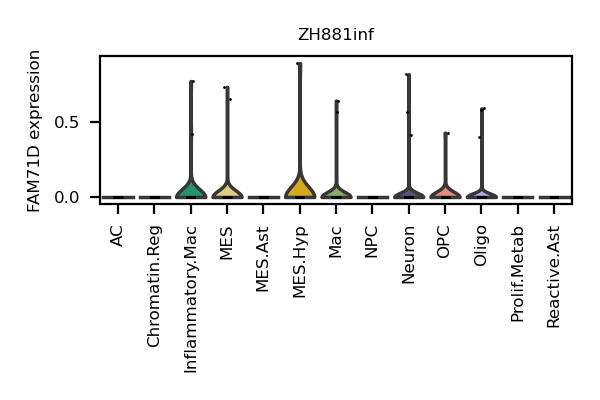 ZH881inf
FAM71D expression
0.5
0.0
AC
Chromatin.Reg
Inflammatory.Mac
MES
MES.Ast
MES.Hyp
Mac
NPC
Neuron
OPC
Oligo
Prolif.Metab
Reactive.Ast